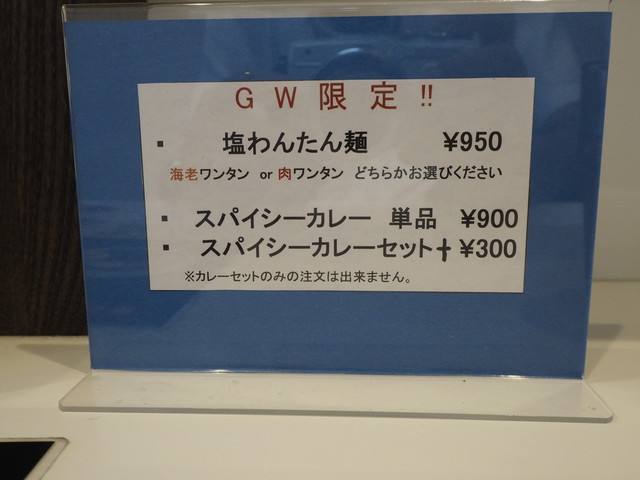 GW限定!!
▪ 塩わんたん麺 ¥950
海老ワンタン or 肉ワンタン どちらかお選びください
▪ スパイシーカレー 単品 ¥900
▪ スパイシーカレーセット+¥300
※カレーセットのみの注文は出来ません。